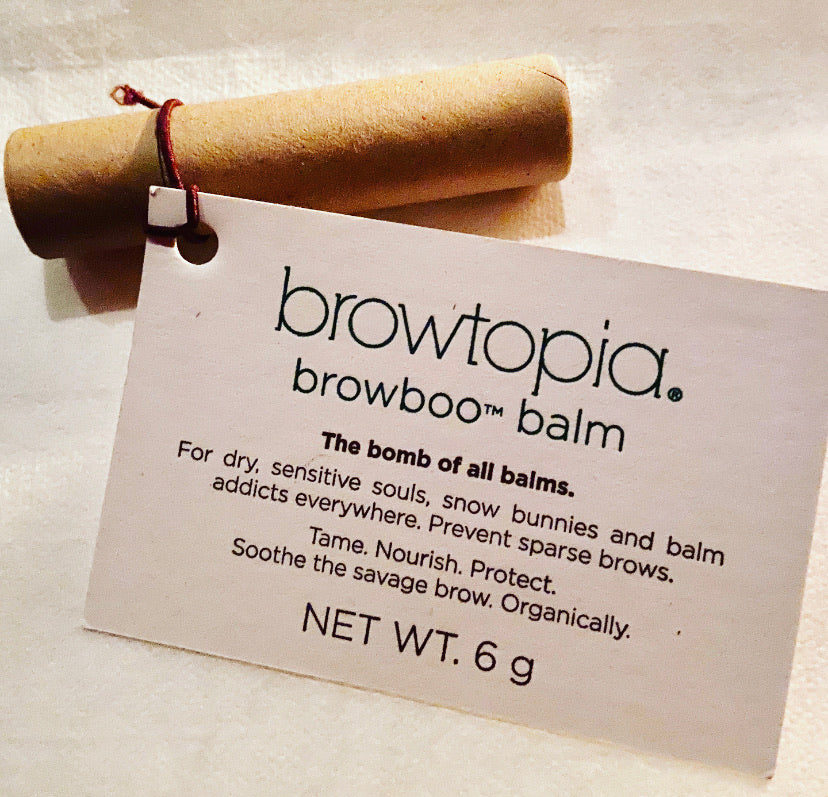 browtopia®
browboo™ balm
The bomb of all balms.
For dry, sensitive souls, snow bunnies and balm
addicts everywhere. Prevent sparse brows.
Tame. Nourish. Protect.
Soothe the savage brow. Organically.
NET WT. 6 g